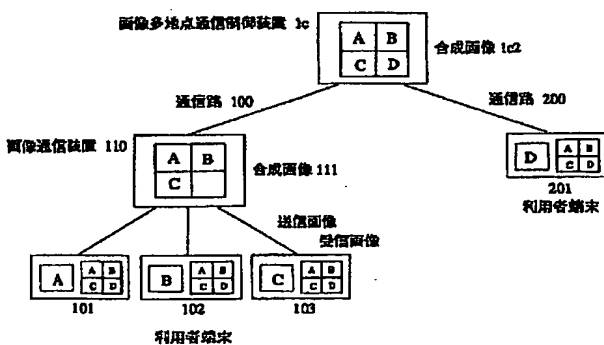 画像多地点通信制御装置 1c
A B
C D
合成画像 1c2
通信路 100
通信路 200
画像通信装置 110
A B
C
合成画像 111
D
A B
C D
201
利用者端末
送信画像
受信画像
A
A B
C D
101
B
A B
C D
102
C
A B
C D
103
利用者端末